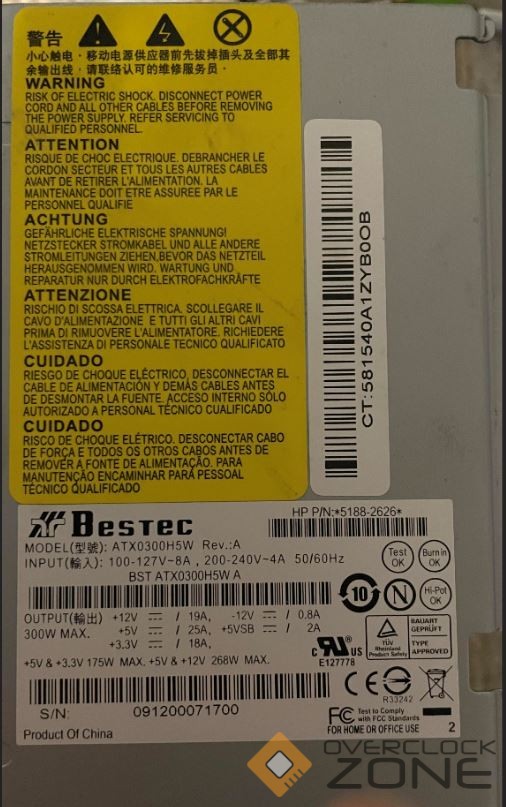 警告
小心触电，移动电源供应器前先拔掉插头及全部其
余输出线，请联络认可的维修服务员.
WARNING
RISK OF ELECTRIC SHOCK. DISCONNECT POWER
CORD AND ALL OTHER CABLES BEFORE REMOVING
THE POWER SUPPLY. REFER SERVICING TO
QUALIFIED PERSONNEL.
ATTENTION
RISQUE DE CHOC ELECTRIQUE. DEBRANCHER LE
CORDON SECTEUR ET TOUS LES AUTRES CABLES
AVANT DE RETIRER L'ALIMENTATION. LA
MAINTENANCE DOIT ETRE ASSUREE PAR LE
PERSONNEL QUALIFIE
ACHTUNG
GEFÄHRLICHE ELEKTRISCHE SPANNUNG!
NETZSTECKER STROMKABEL UND ALLE ANDERE
STROMLEITUNGEN ZIEHEN,BEVOR DAS NETZTEIL
HERAUSGENOMMEN WIRD. WARTUNG UND
REPARATUR NUR DURCH ELEKTROFACHKRÄFTE
ATTENZIONE
RISCHIO DI SCOSSA ELETTRICA. SCOLLEGARE IL
CAVO D'ALIMENTAZIONE E TUTTI GLI ALTRI CAVI
PRIMA DI RIMUOVERE L'ALIMENTATORE. RICHIEDERE
L'ASSISTENZA DI PERSONALE TECNICO QUALIFICATO
CUIDADO
RIESGO DE CHOQUE ELÉCTRICO, DESCONNECTAR EL
CABLE DE ALIMENTACIÓN Y DEMÁS CABLES ANTES
DE DESMONTAR LA FUENTE. ACCESO INTERNO SÓLO
AUTORIZADO A PERSONAL TÉCNICO CUALIFICADO
CUIDADO
RISCO DE CHOQUE ELÉTRICO. DESCONECTAR CABO
DE FORÇA E TODOS OS OTROS CABOS ANTES DE
REMOVER A FONTE DE ALIMENTAÇÃO. PARA
MANUTENÇÃO ENCAMINHAR PARA PESSOAL
TÉCNICO QUALIFICADO
CT:581540A1ZYB0OB
BESTEC
HP P/N:*5188-2626*
MODEL(型號): ATX0300H5W Rev.:A
INPUT(輸入): 100-127V~8A , 200-240V~4A 50/60Hz
BST ATX0300H5W A
Test OK
Burn in OK
Hi-Pot OK
10
N
OUTPUT(輸出) +12V / 19A, -12V / 0.8A
300W MAX. +5V / 25A, +5VSB / 2A
+3.3V / 18A,
+5V & +3.3V 175W MAX. +5V & +12V 268W MAX.
c UL US
E127778
TÜV
Rheinland
Product Safety
BAUART
GEPRÜFT
TYPE
APPROVED
S/N: 091200071700
CE
R33242
FC Tested to Comply
with FCC Standards
FOR HOME OR OFFICE USE
2
Product Of China
OVERCLOCK
ZONE